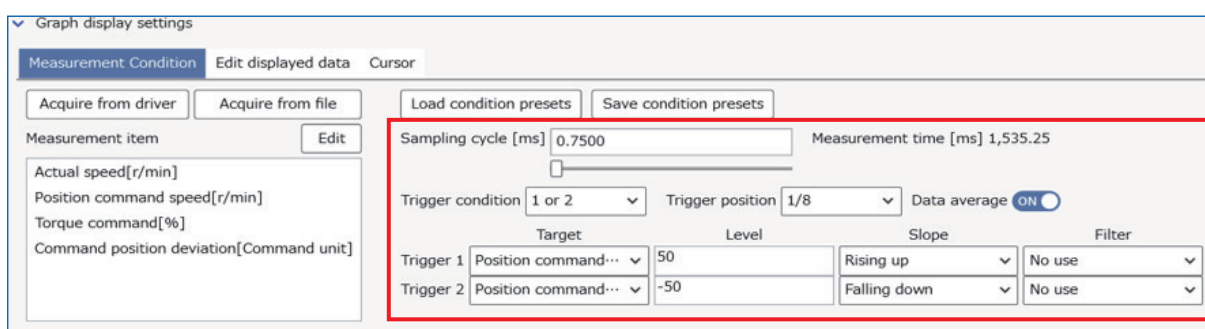 Graph display settings
Measurement Condition Edit displayed data Cursor
Acquire from driver Acquire from file Load condition presets Save condition presets
Measurement item Edit
Actual speed[r/min]
Position command speed[r/min]
Torque command[%]
Command position deviation[Command unit]
Sampling cycle [ms] 0.7500 Measurement time [ms] 1,535.25
Trigger condition 1 or 2 Trigger position 1/8 Data average ON
Target Level Slope Filter
Trigger 1 Position command··· 50 Rising up No use
Trigger 2 Position command··· -50 Falling down No use